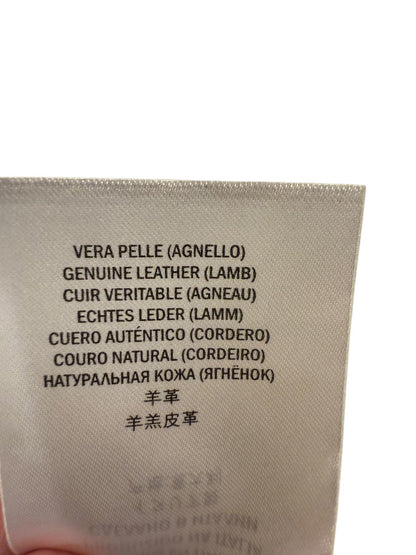 VERA PELLE (AGNELLO)
GENUINE LEATHER (LAMB)
CUIR VERITABLE (AGNEAU)
ECHTES LEDER (LAMM)
CUERO AUTÉNTICO (CORDERO)
COURO NATURAL (CORDEIRO)
НАТУРАЛЬНАЯ КОЖА (ЯГНЁНОК)
羊革
羊羔皮革